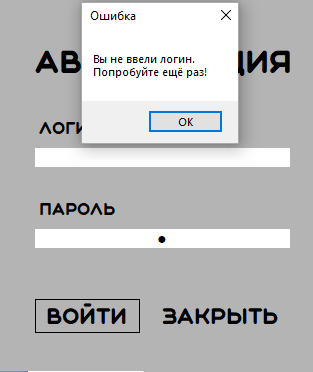 Ошибка
Вы не ввели логин.
Попробуйте ещё раз!
OK
ПАРОЛЬ
ВОЙТИ
ЗАКРЫТЬ